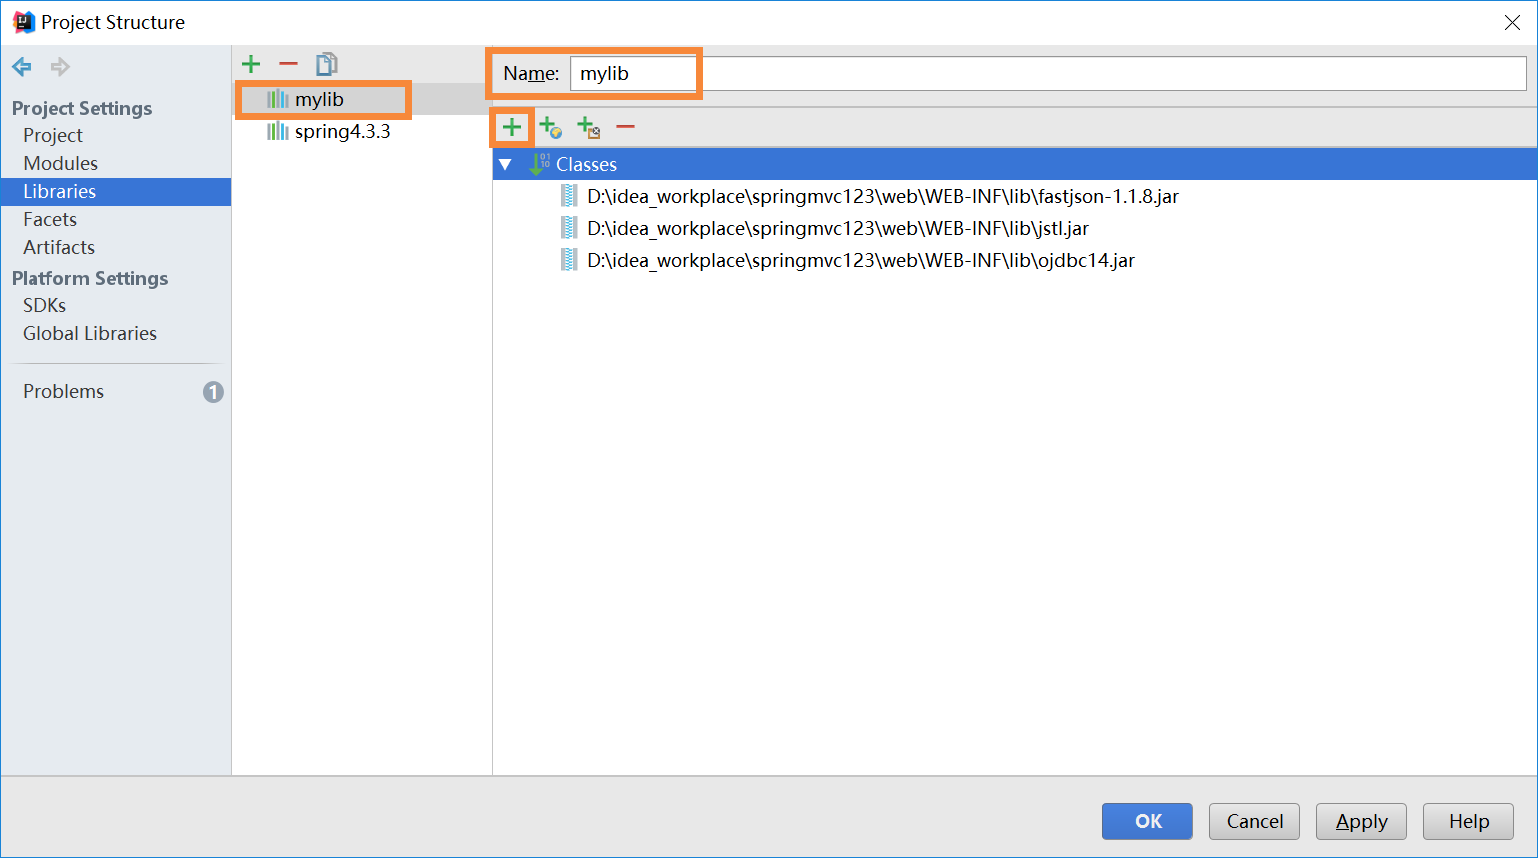 Project Structure
Project Settings
Project
Modules
Libraries
Facets
Artifacts
Platform Settings
SDKs
Global Libraries
Problems
1
mylib
spring4.3.3
Name: mylib
Classes
D:\idea_workplace\springmvc123\web\WEB-INF\lib\fastjson-1.1.8.jar
D:\idea_workplace\springmvc123\web\WEB-INF\lib\jstl.jar
D:\idea_workplace\springmvc123\web\WEB-INF\lib\ojdbc14.jar
OK
Cancel
Apply
Help